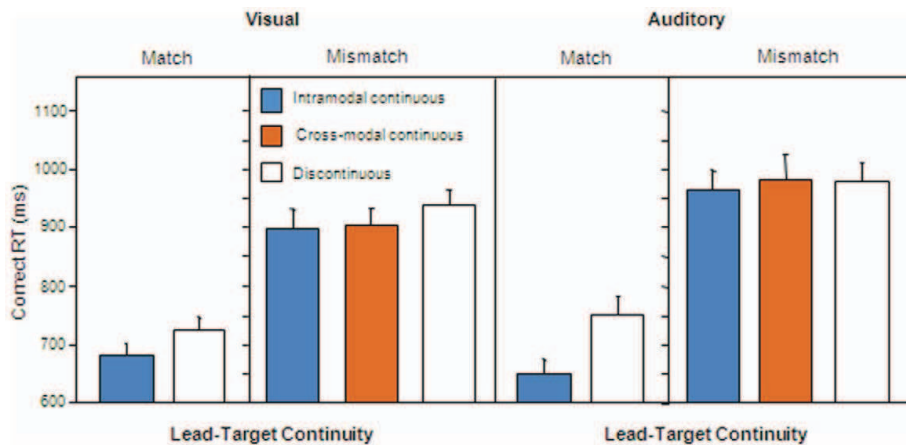 Visual Auditory
Match Mismatch Match Mismatch
1100
1000
900
800
700
600
Correct RT (ms)
Intramodal continuous
Cross-modal continuous
Discontinuous
Lead-Target Continuity Lead-Target Continuity